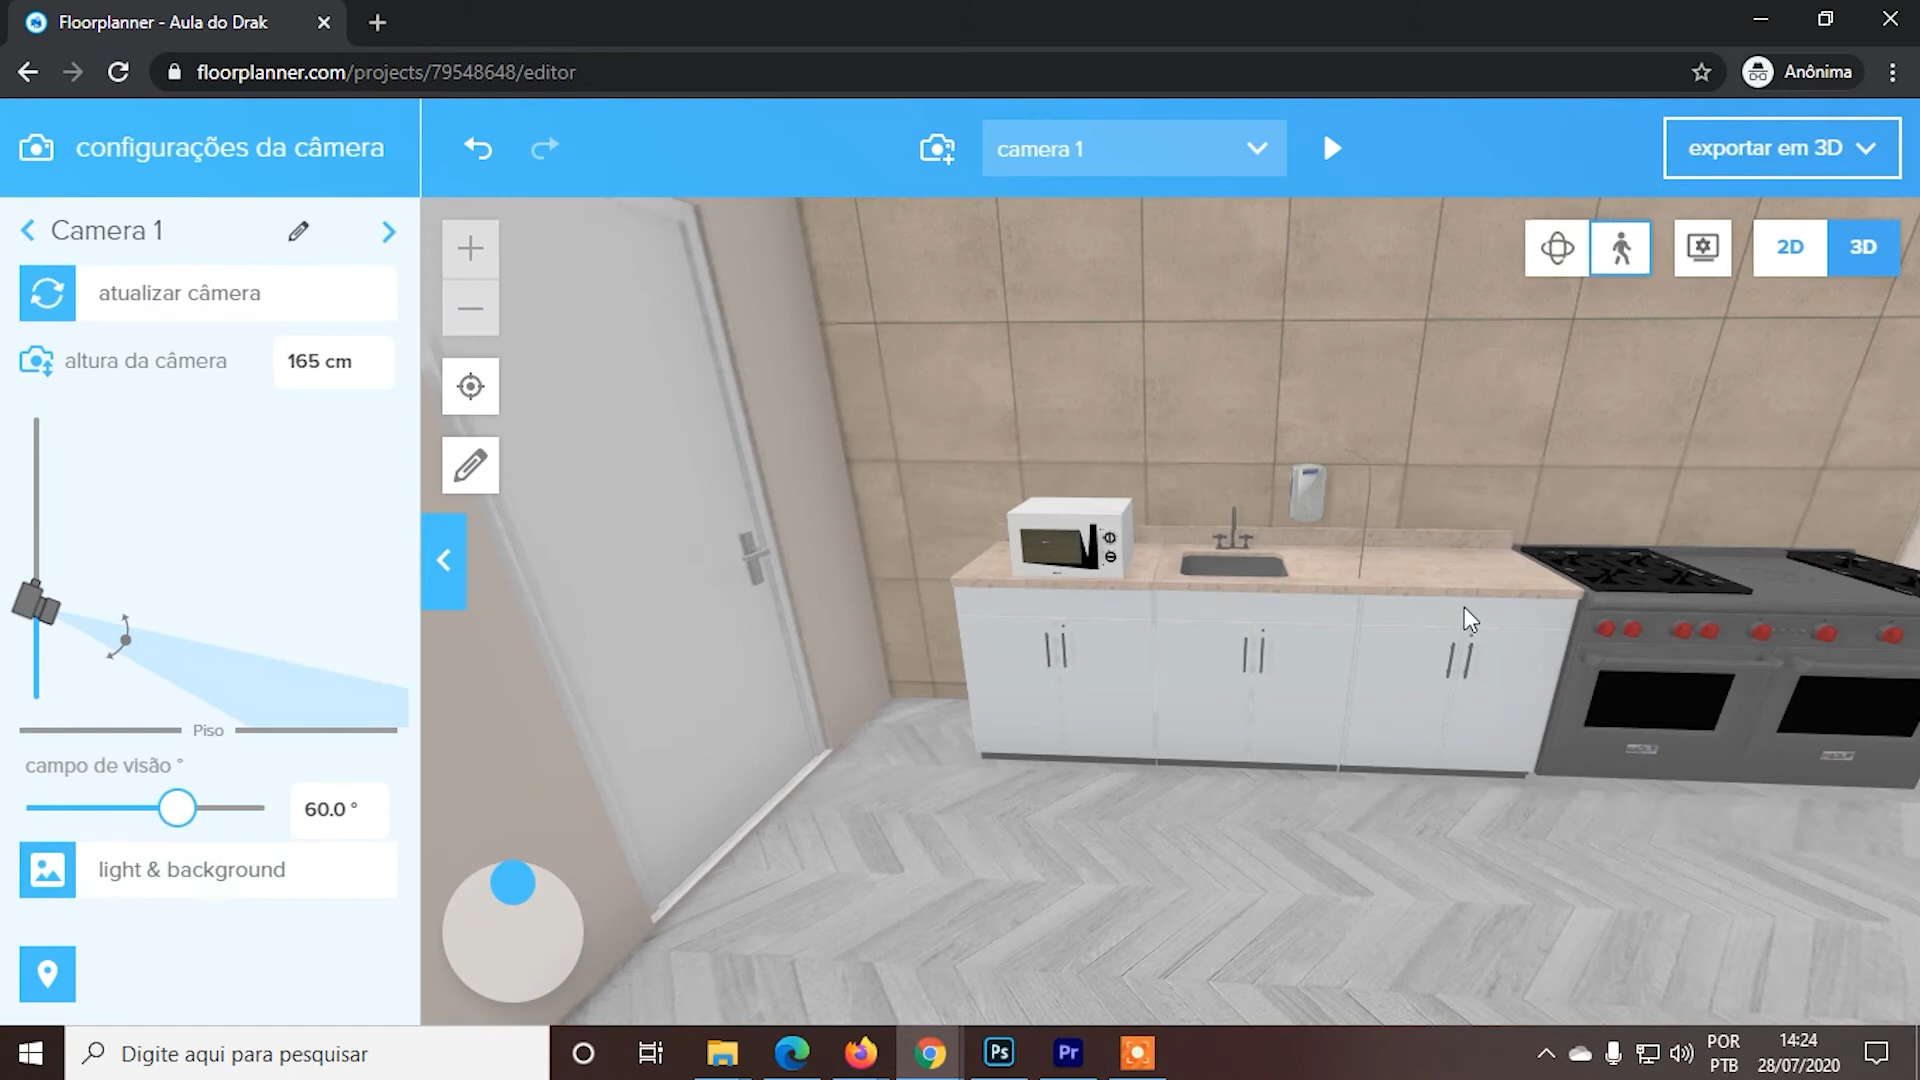 Floorplanner - Aula do Drak
floorplanner.com/projects/79548648/editor
Anônima
configurações da câmera
camera 1
exportar em 3D
Camera 1
atualizar câmera
altura da câmera
165 cm
Piso
campo de visão °
60.0 °
light & background
2D
3D
Digite aqui para pesquisar
Ps
Pr
POR
PTB
14:24
28/07/2020